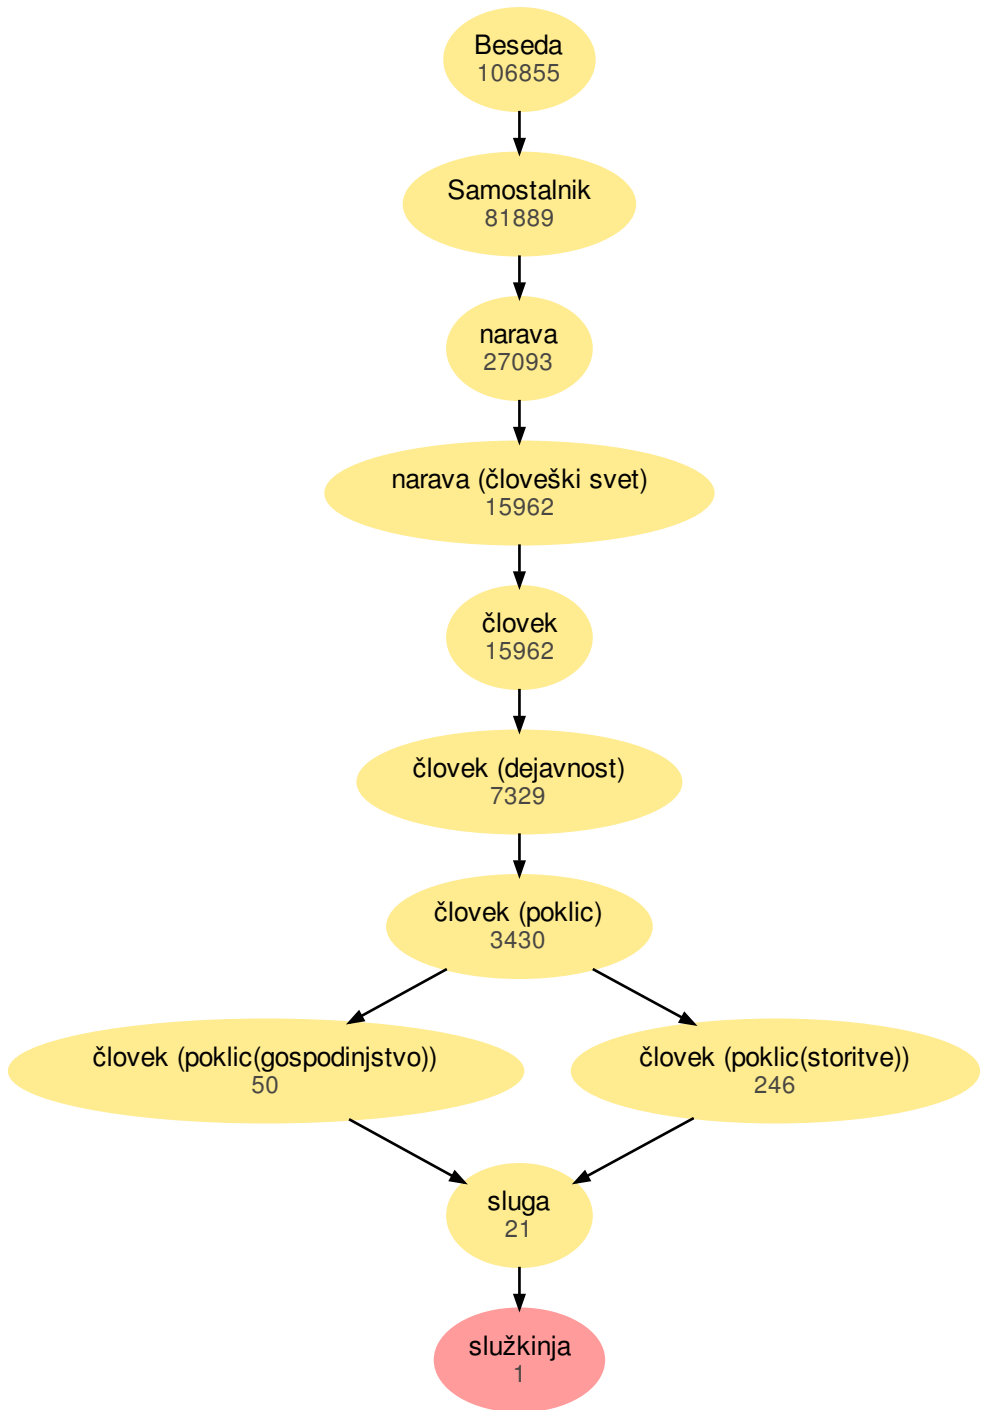 Beseda
106855
Samostalnik
81889
narava
27093
narava (človeški svet)
15962
človek
15962
človek (dejavnost)
7329
človek (poklic)
3430
človek (poklic(gospodinjstvo))
50
človek (poklic(storitve))
246
sluga
21
služkinja
1